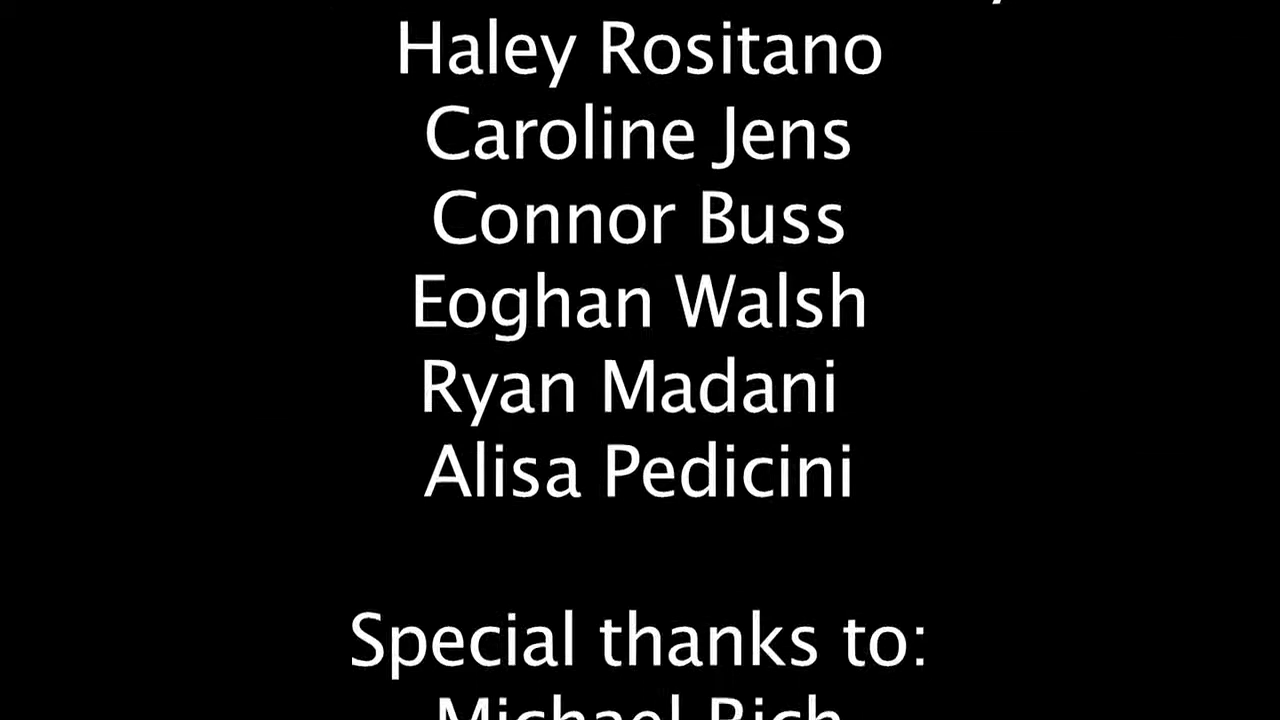 Haley Rositano
Caroline Jens
Connor Buss
Eoghan Walsh
Ryan Madani
Alisa Pedicini
Special thanks to:
Michael Rich